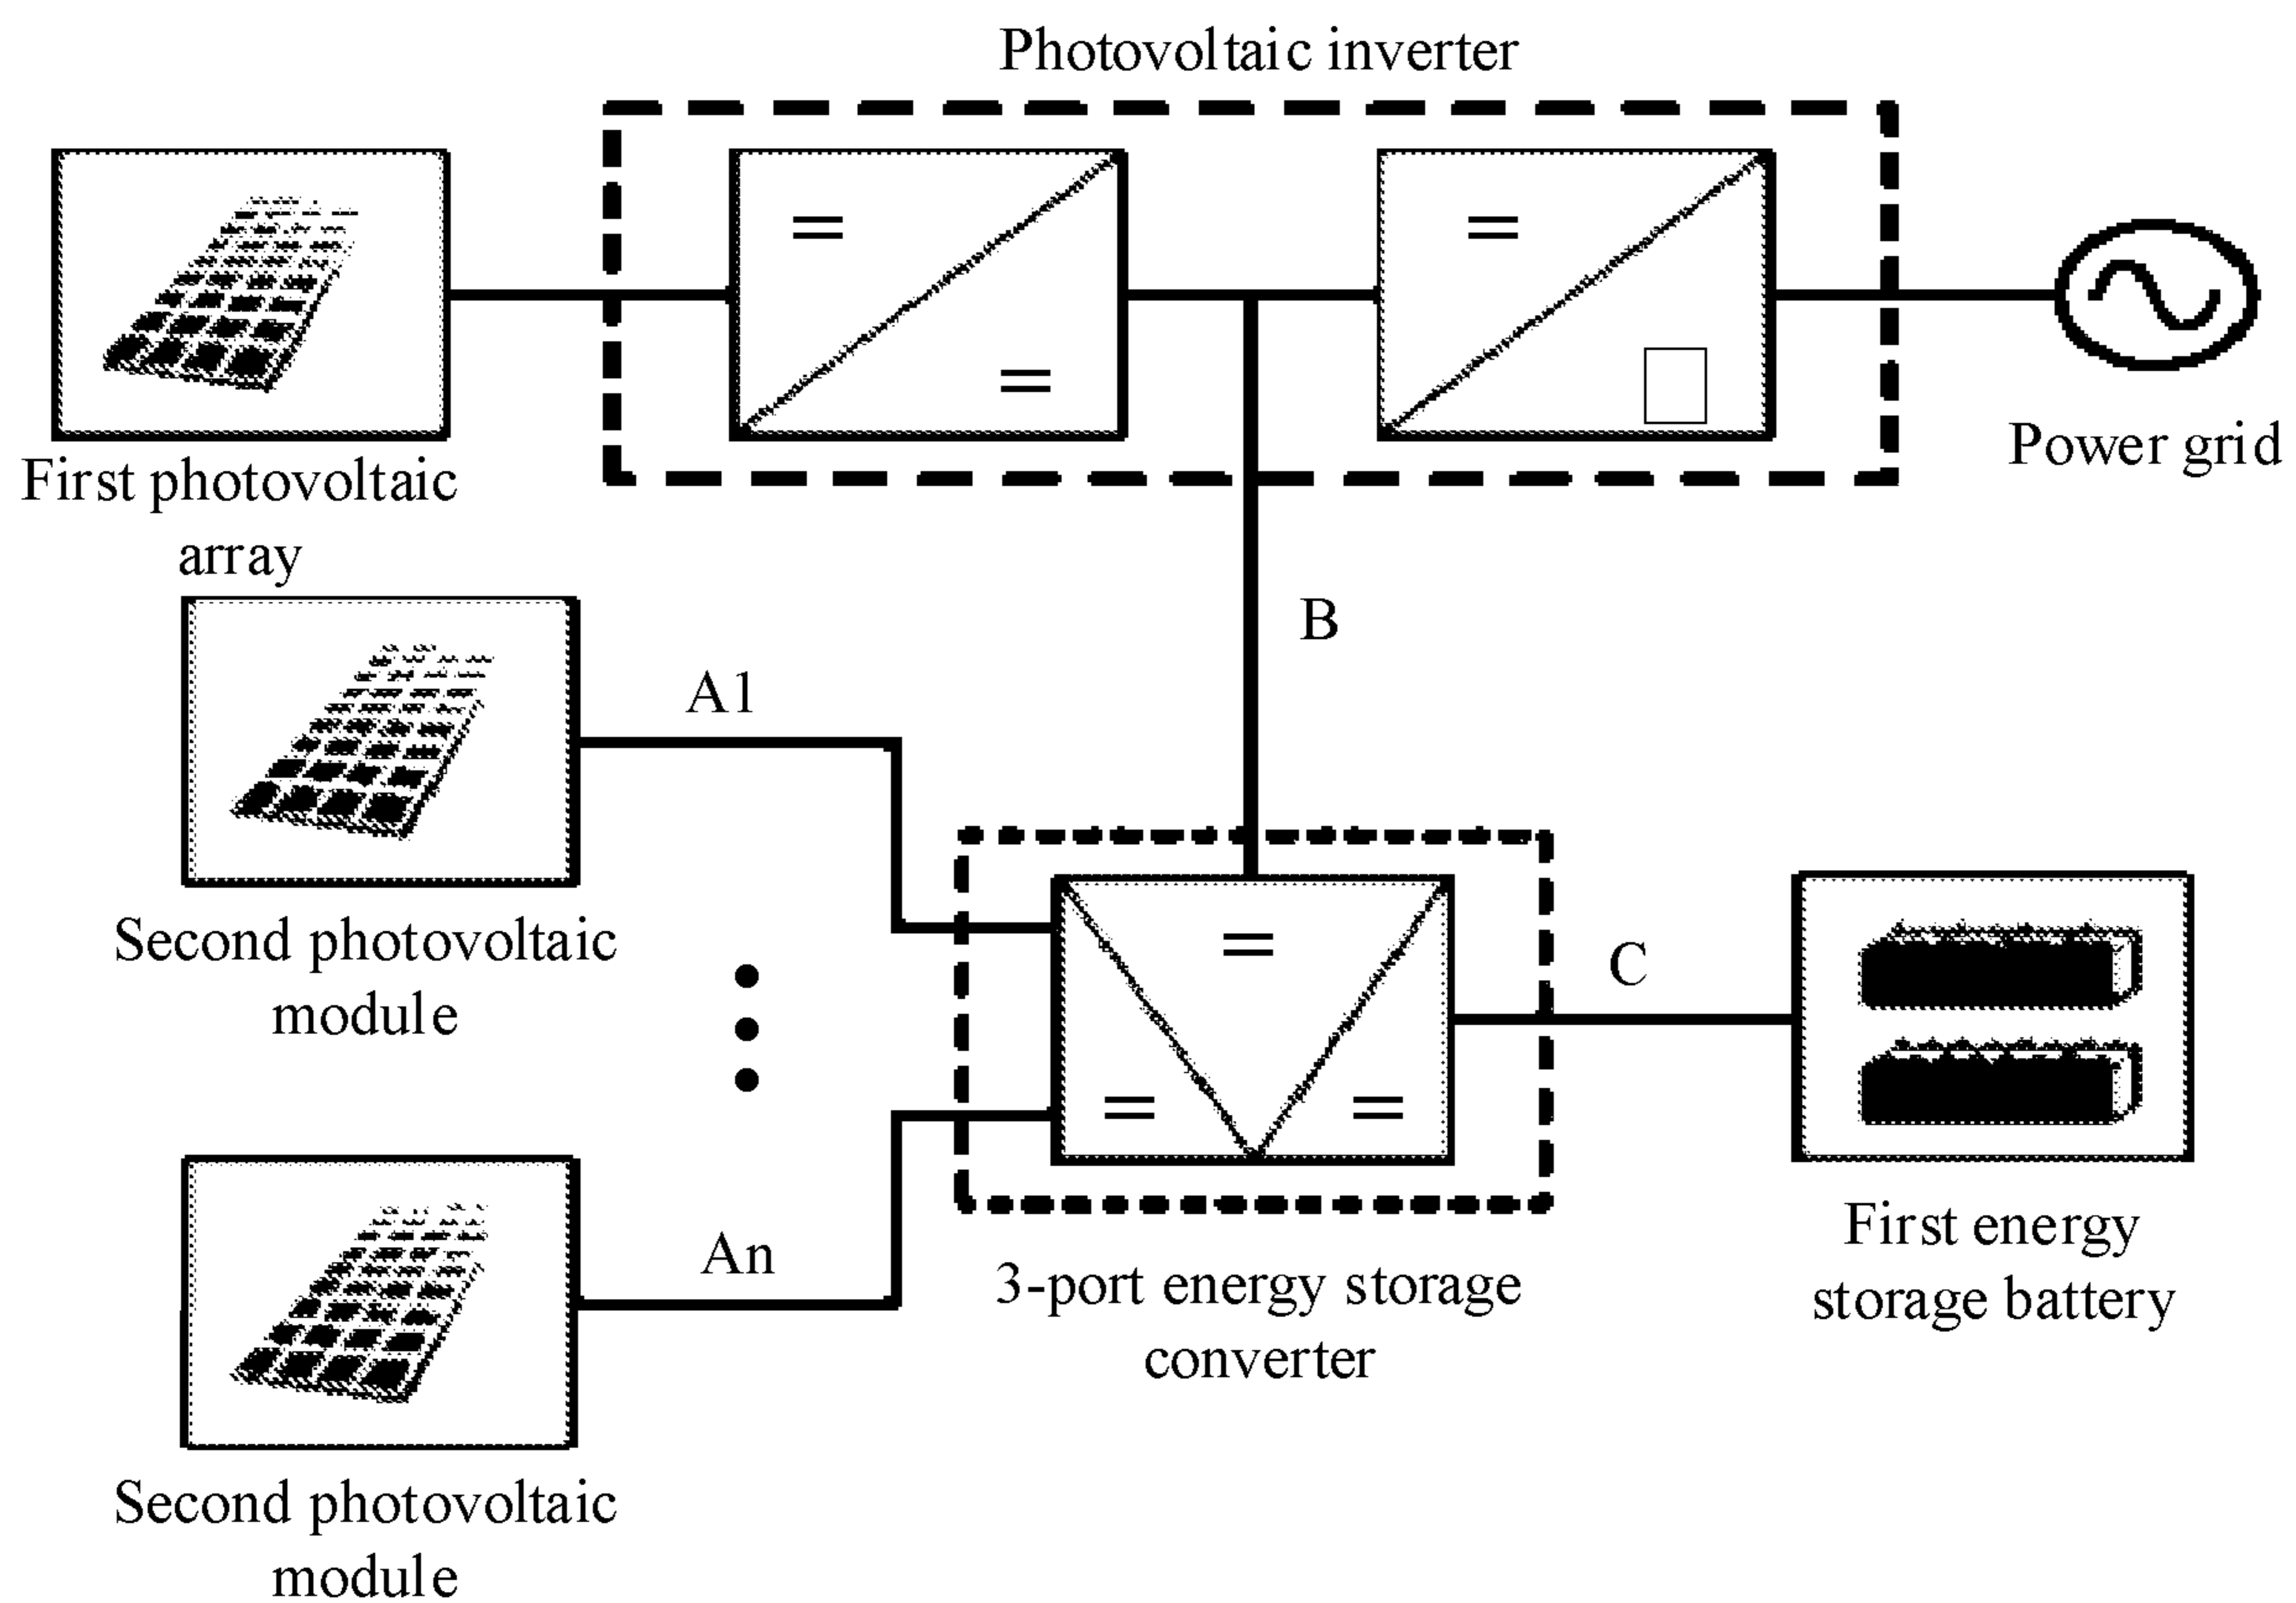 Photovoltaic inverter
First photovoltaic
array
Power grid
B
A1
Second photovoltaic
module
C
An
3-port energy storage
converter
First energy
storage battery
Second photovoltaic
module